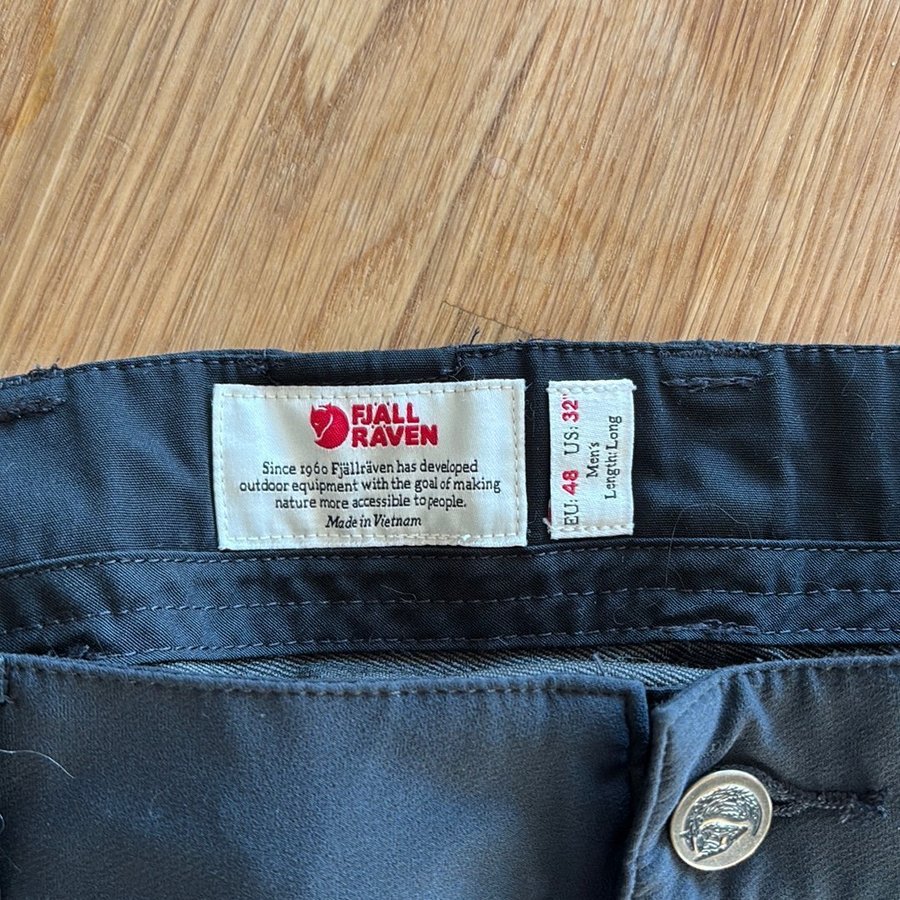 FJÄLL
RÄVEN
Since 1960 Fjällräven has developed
outdoor equipment with the goal of making
nature more accessible to people.
Made in Vietnam
EU: 48 US: 32"
Men's
Length: Long